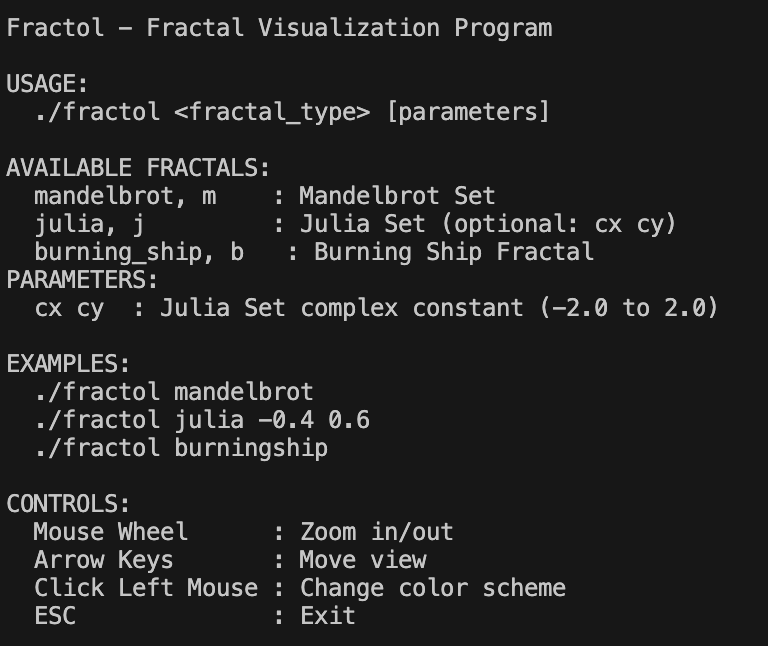 Fractol - Fractal Visualization Program
USAGE:
./fractol <fractal_type> [parameters]
AVAILABLE FRACTALS:
mandelbrot, m    : Mandelbrot Set
julia, j         : Julia Set (optional: cx cy)
burning_ship, b   : Burning Ship Fractal
PARAMETERS:
cx cy  : Julia Set complex constant (-2.0 to 2.0)
EXAMPLES:
./fractol mandelbrot
./fractol julia -0.4 0.6
./fractol burningship
CONTROLS:
Mouse Wheel      : Zoom in/out
Arrow Keys       : Move view
Click Left Mouse : Change color scheme
ESC              : Exit